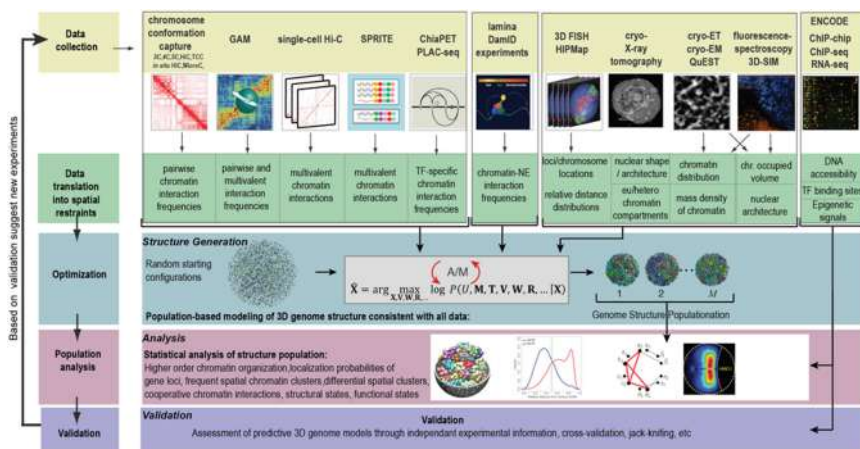 Based on validation suggest new experiments
Data
collection
Data
translation
into spatial
restraints
Optimization
Population
analysis
Validation
chromosome
conformation
capture
GAM
single-cell Hi-C
SPRITE
ChiaPET
PLAC-seq
lamina
DamID
experiments
3D FISH
HIPMap
cryo-
X-ray
tomography
cryo-ET
cryo-EM
QuEST
fluorescence-
spectroscopy
3D-SIM
ENCODE
ChIP-chip
ChIP-seq
RNA-seq
pairwise
chromatin
interaction
frequencies
pairwise and
multivalent
interaction
frequencies
multivalent
chromatin
interactions
multivalent
chromatin
interactions
TF-specific
chromatin
interaction
frequencies
chromatin-NE
interaction
frequencies
loci/chromosome
locations
relative distance
distributions
nuclear shape
/ architecture
eu/hetero
chromatin
compartments
chromatin
distribution
mass density
of chromatin
chr. occupied
volume
nuclear
architecture
DNA
accessibility
TF binding sites
Epigenetic
signals
Structure Generation
Random starting
configurations
A/M
X̂ = arg max log P(U, M, T, V, W, R, ... |X)
X,V,W,R,...
1 2 M
Population-based modeling of 3D genome structure consistent with all data:
Genome Structure Populationation
Analysis
Statistical analysis of structure population:
Higher order chromatin organization,localization probabilities of
gene loci, frequent spatial chromatin clusters,differential spatial clusters,
cooperative chromatin interactions, structural states, functional states
Validation
Validation
Assessment of predictive 3D genome models through independant experimental information, cross-validation, jack-knifing, etc